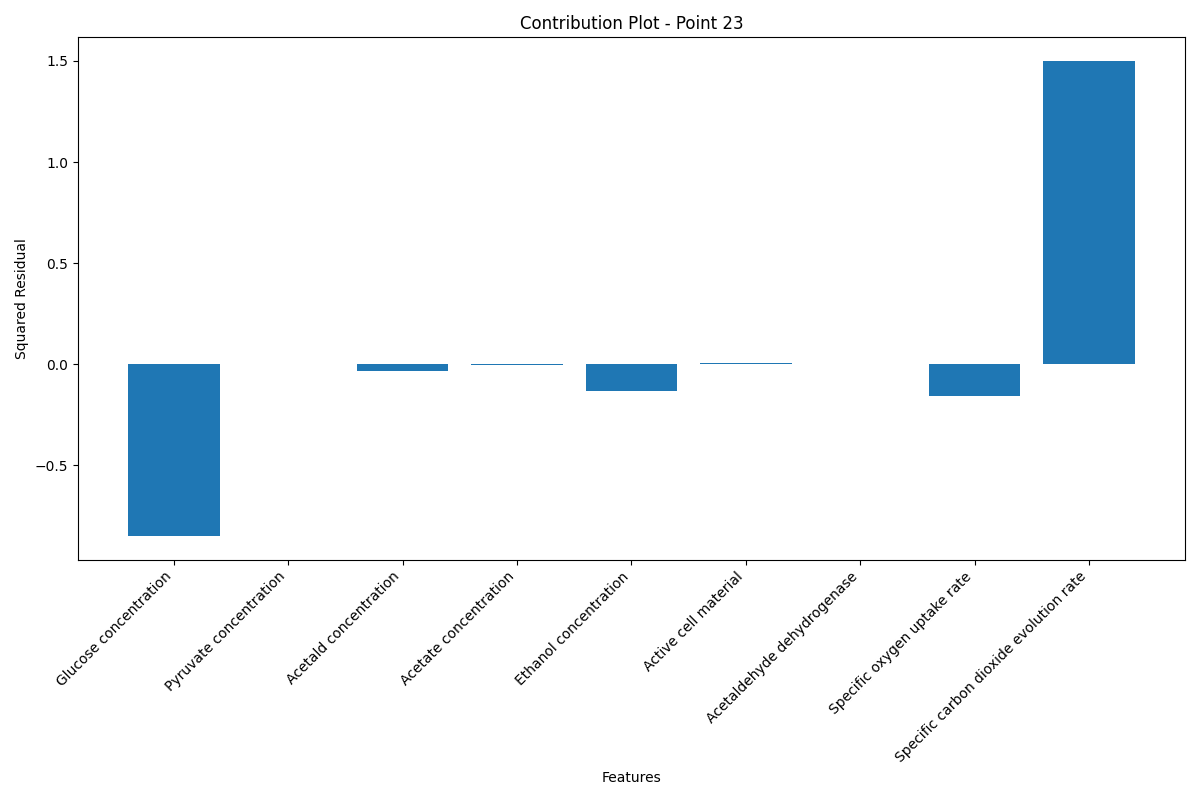 Contribution Plot - Point 23
Squared Residual
1.5
1.0
0.5
0.0
−0.5
Glucose concentration
Pyruvate concentration
Acetald concentration
Acetate concentration
Ethanol concentration
Active cell material
Acetaldehyde dehydrogenase
Specific oxygen uptake rate
Specific carbon dioxide evolution rate
Features